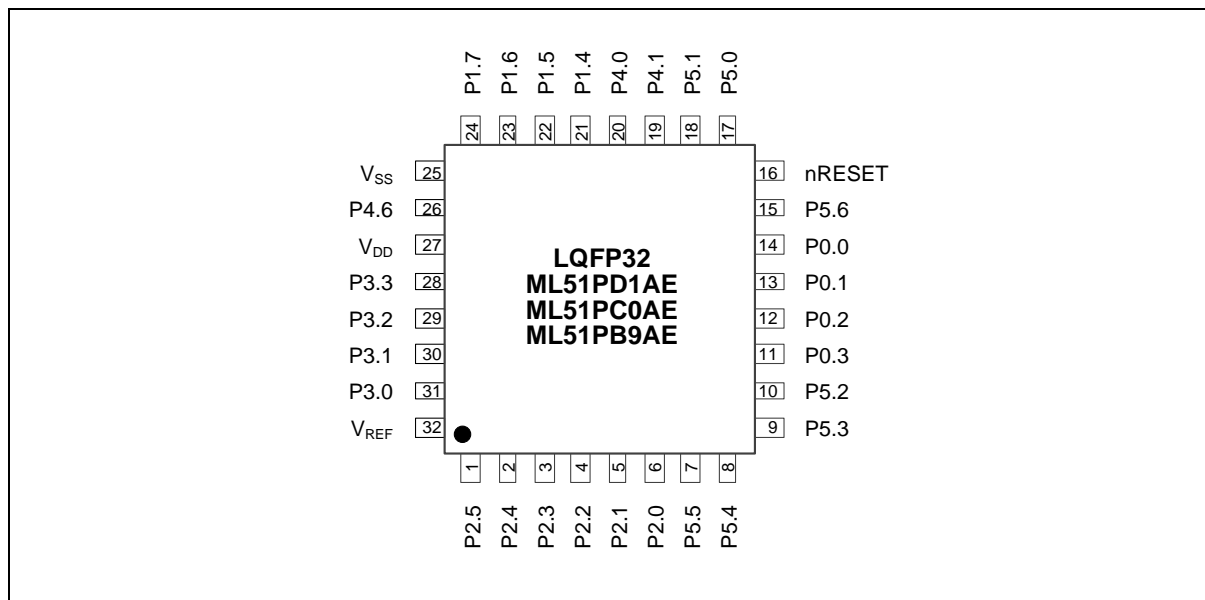 P1.7 P1.6 P1.5 P1.4 P4.0 P4.1 P5.1 P5.0
24 23 22 21 20 19 18 17
VSS 25 16 nRESET
P4.6 26 15 P5.6
VDD 27 14 P0.0
P3.3 28 13 P0.1
P3.2 29 12 P0.2
P3.1 30 11 P0.3
P3.0 31 10 P5.2
VREF 32 9 P5.3
LQFP32
ML51PD1AE
ML51PC0AE
ML51PB9AE
1 2 3 4 5 6 7 8
P2.5 P2.4 P2.3 P2.2 P2.1 P2.0 P5.5 P5.4